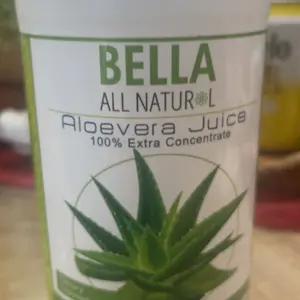 BELLA
ALL NATURAL
Aloevera Juice
100% Extra Concentrate